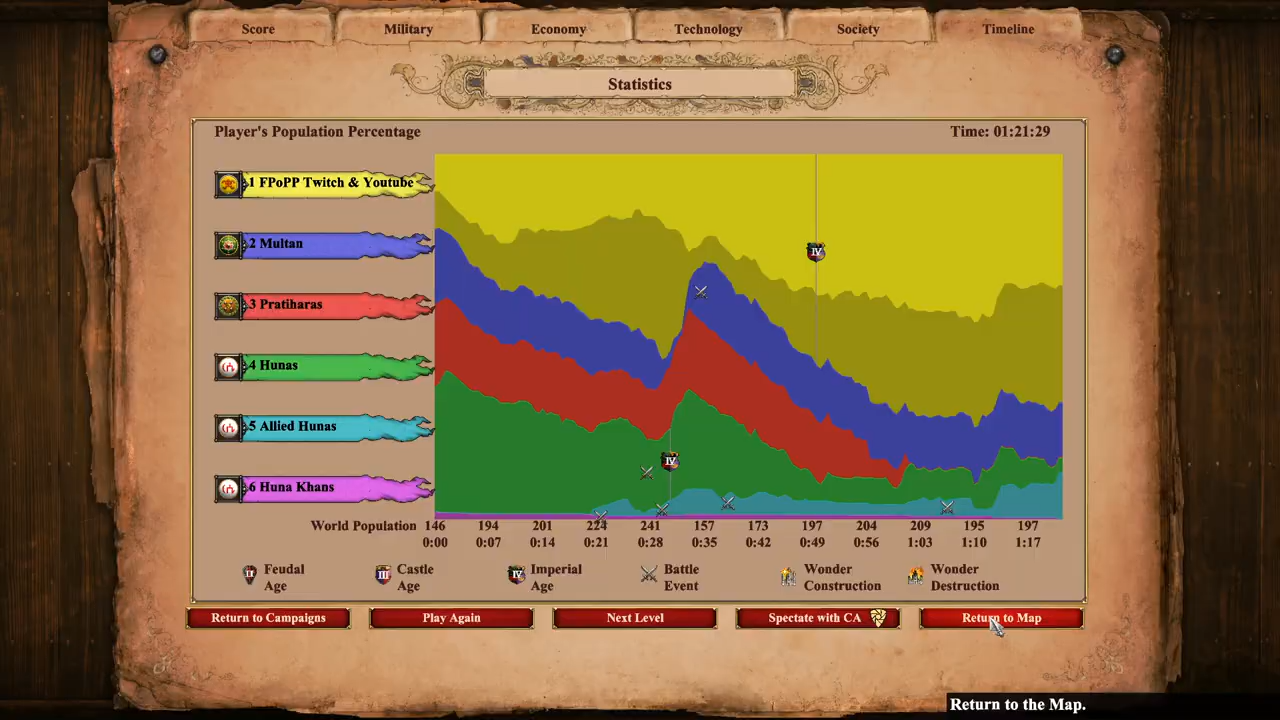 Score Military Economy Technology Society Timeline
Statistics
Player's Population Percentage Time: 01:21:29
1 FPoPP Twitch & Youtube
2 Multan
3 Pratiharas
4 Hunas
5 Allied Hunas
6 Huna Khans
IV
IV
World Population 146 194 201 224 241 157 173 197 204 209 195 197
0:00 0:07 0:14 0:21 0:28 0:35 0:42 0:49 0:56 1:03 1:10 1:17
II Feudal Age
III Castle Age
IV Imperial Age
Battle Event
Wonder Construction
Wonder Destruction
Return to Campaigns Play Again Next Level Spectate with CA Return to Map
Return to the Map.